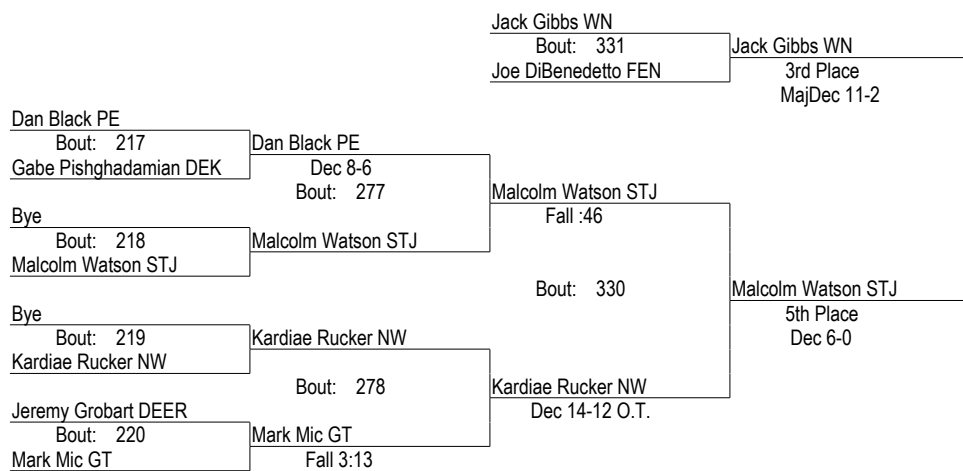 Jack Gibbs WN
Bout: 331
Jack Gibbs WN
Joe DiBenedetto FEN
3rd Place
MajDec 11-2
Dan Black PE
Bout: 217
Dan Black PE
Gabe Pishghadamian DEK
Dec 8-6
Bout: 277
Malcolm Watson STJ
Bye
Fall :46
Bout: 218
Malcolm Watson STJ
Malcolm Watson STJ
Bout: 330
Malcolm Watson STJ
Bye
5th Place
Bout: 219
Kardiae Rucker NW
Dec 6-0
Kardiae Rucker NW
Bout: 278
Kardiae Rucker NW
Jeremy Grobart DEER
Dec 14-12 O.T.
Bout: 220
Mark Mic GT
Mark Mic GT
Fall 3:13